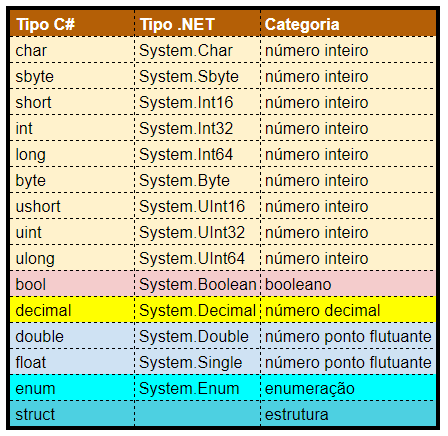 Tipo C# Tipo .NET Categoria
char System.Char número inteiro
sbyte System.Sbyte número inteiro
short System.Int16 número inteiro
int System.Int32 número inteiro
long System.Int64 número inteiro
byte System.Byte número inteiro
ushort System.UInt16 número inteiro
uint System.UInt32 número inteiro
ulong System.UInt64 número inteiro
bool System.Boolean booleano
decimal System.Decimal número decimal
double System.Double número ponto flutuante
float System.Single número ponto flutuante
enum System.Enum enumeração
struct estrutura